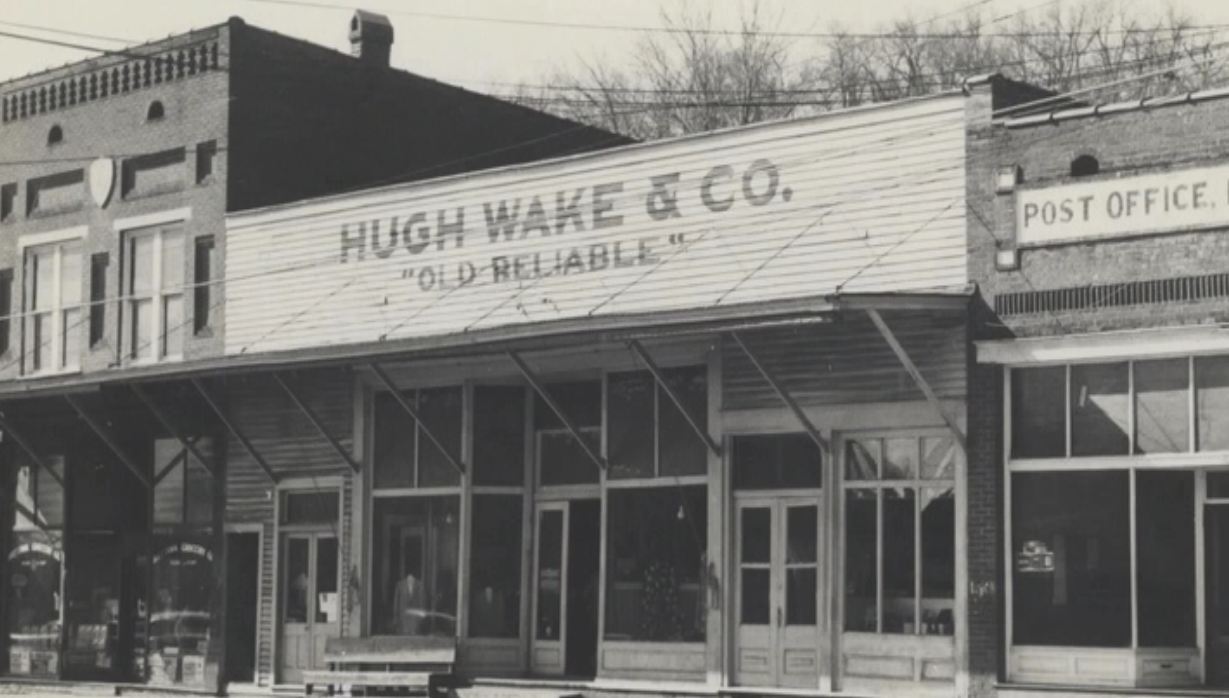 HUGH WAKE & CO.
"OLD RELIABLE"
POST OFFICE,